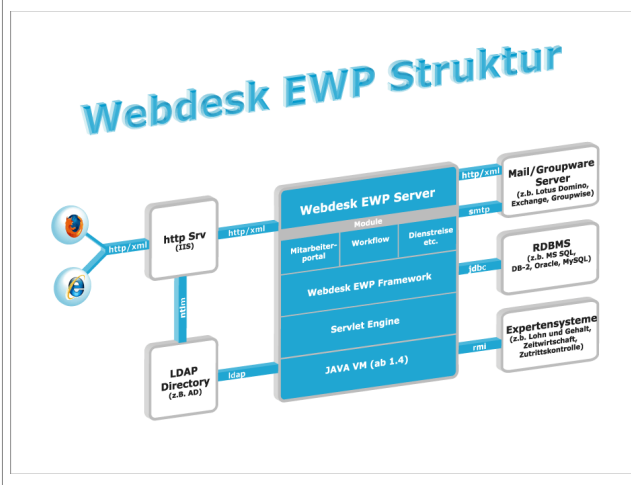 Webdesk EWP Struktur
http/xml
http Srv
(IIS)
http/xml
ntlm
LDAP
Directory
(z.B. AD)
ldap
Webdesk EWP Server
Module
Mitarbeiter-
portal
Workflow
Dienstreise
etc.
Webdesk EWP Framework
Servlet Engine
JAVA VM (ab 1.4)
http/xml
smtp
Mail/Groupware
Server
(z.b. Lotus Domino,
Exchange, Groupwise)
jdbc
RDBMS
(z.b. MS SQL,
DB-2, Oracle, MySQL)
rmi
Expertensysteme
(z.b. Lohn und Gehalt,
Zeitwirtschaft,
Zutrittskontrolle)